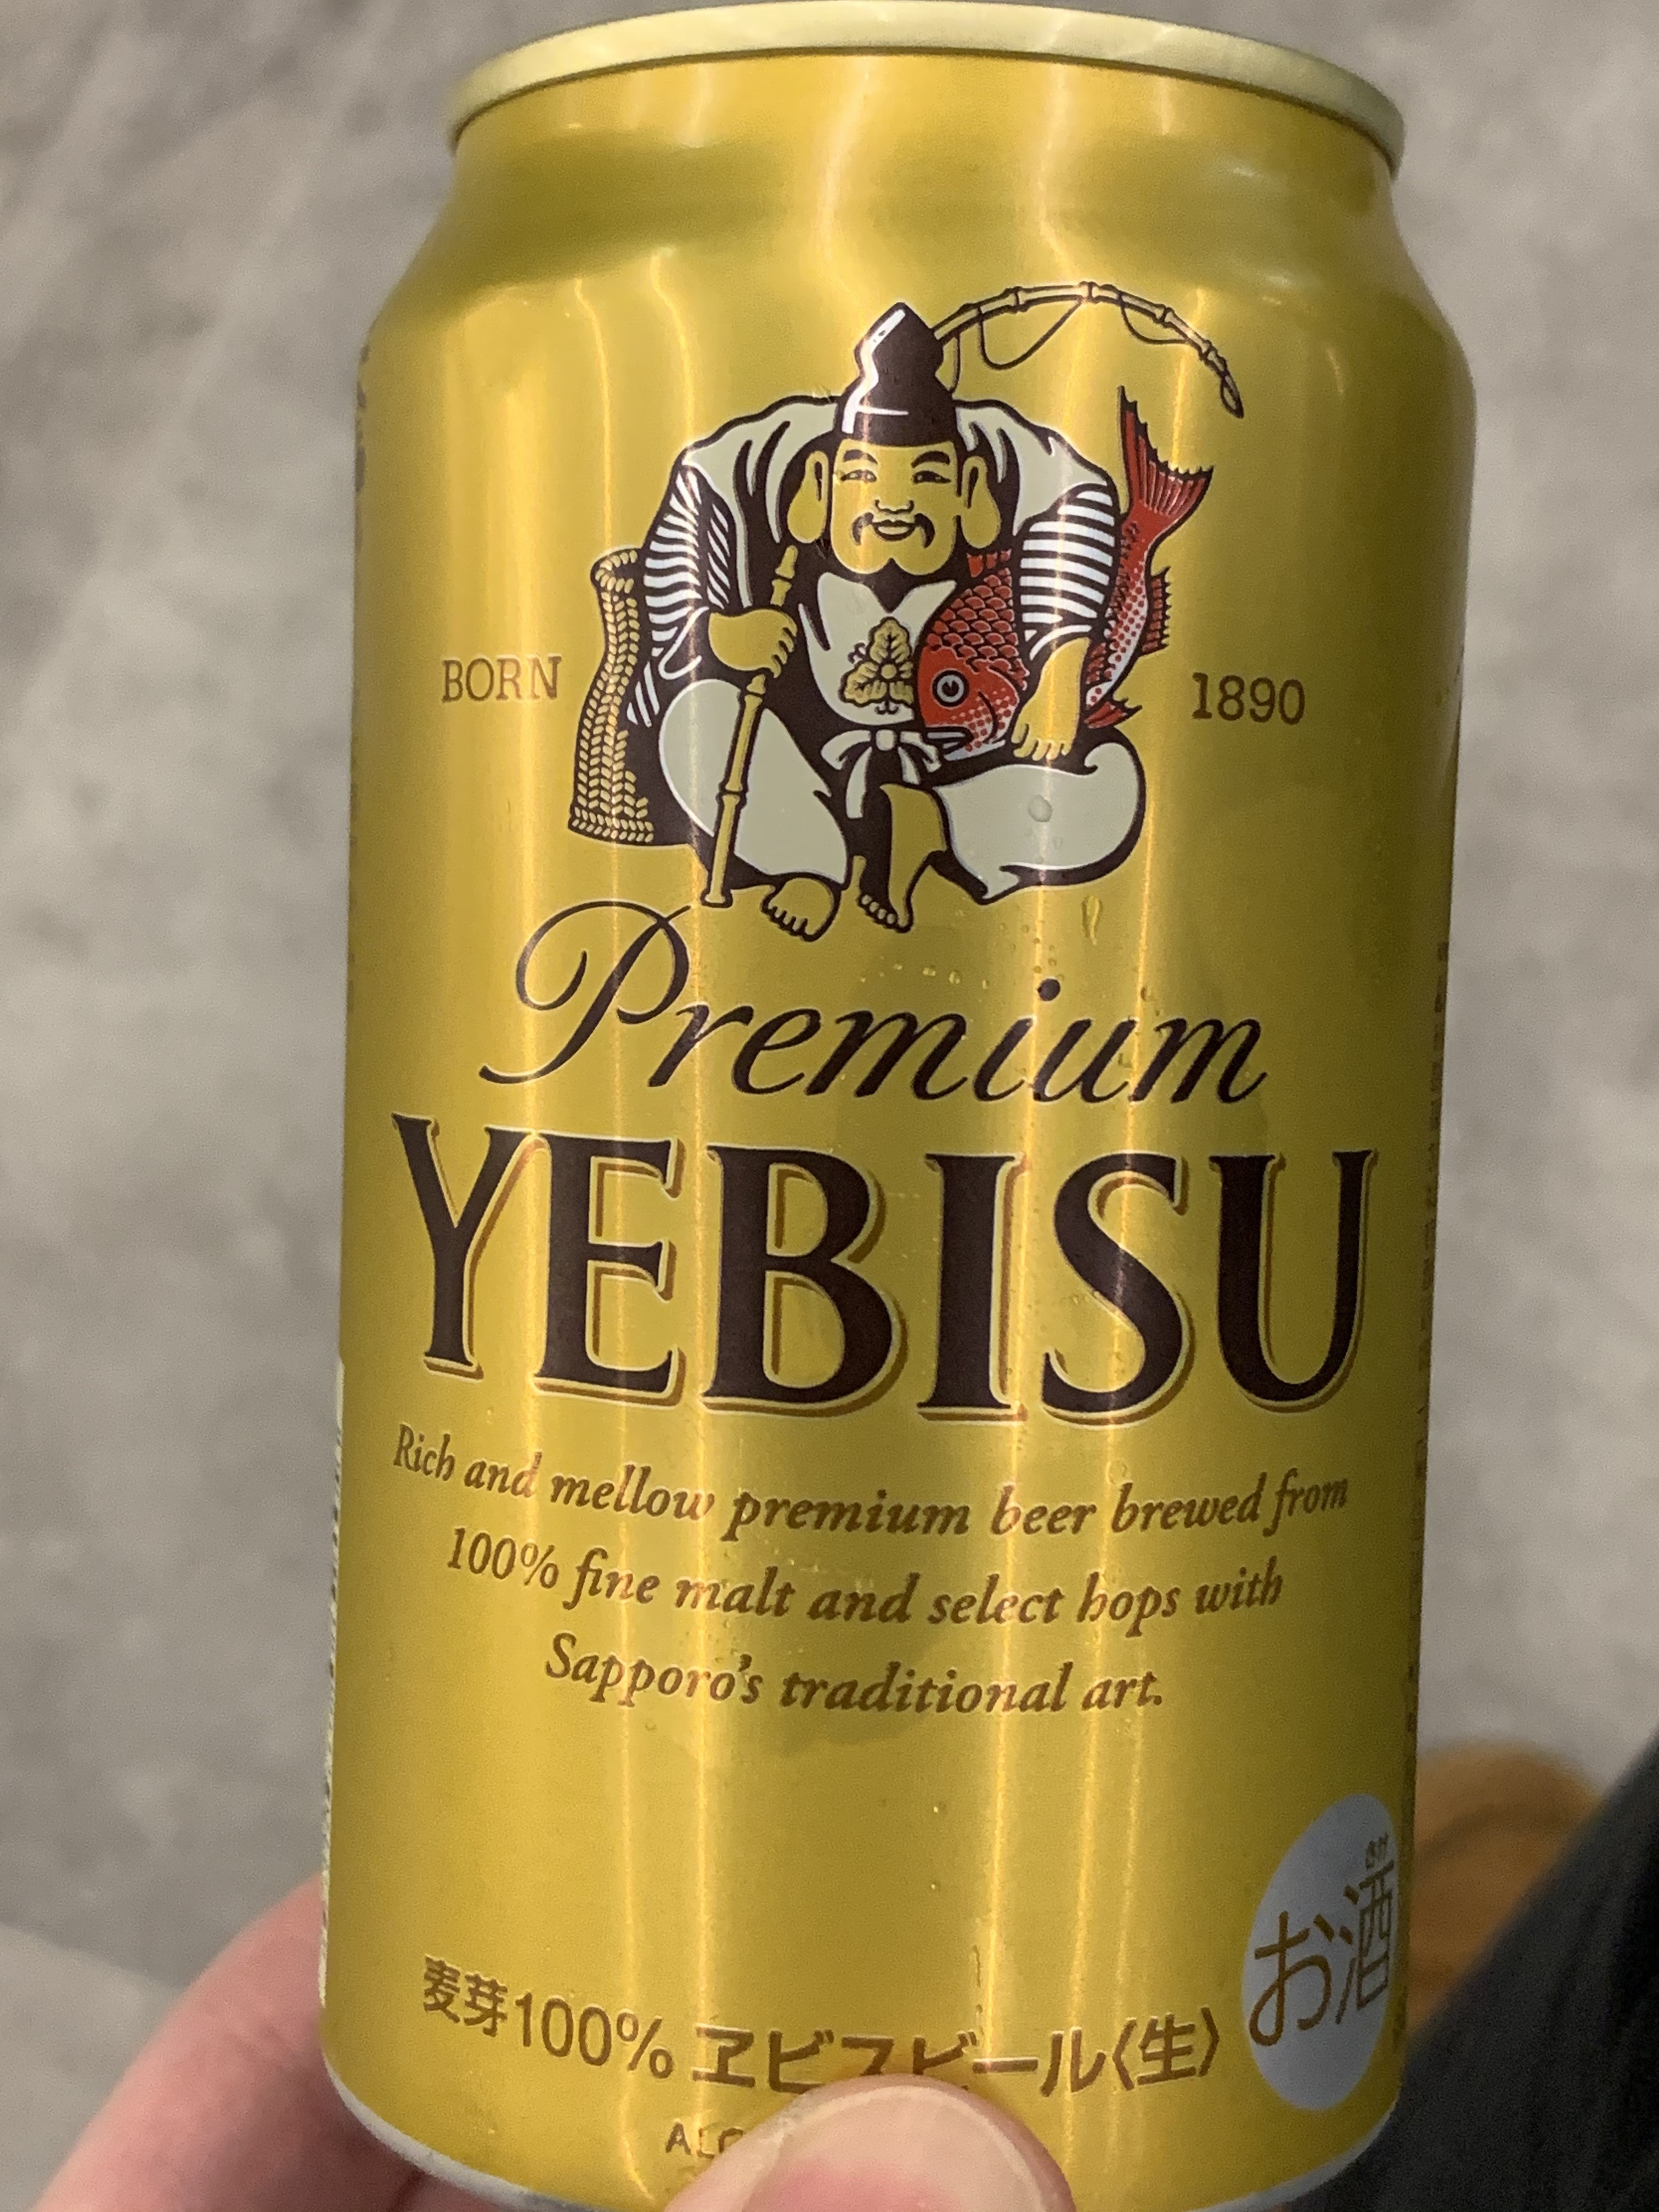 BORN 1890
Premium
YEBISU
Rich and mellow premium beer brewed from
100% fine malt and select hops with
Sapporo's traditional art.
お酒
麦芽100% ヱビスビール〈生〉